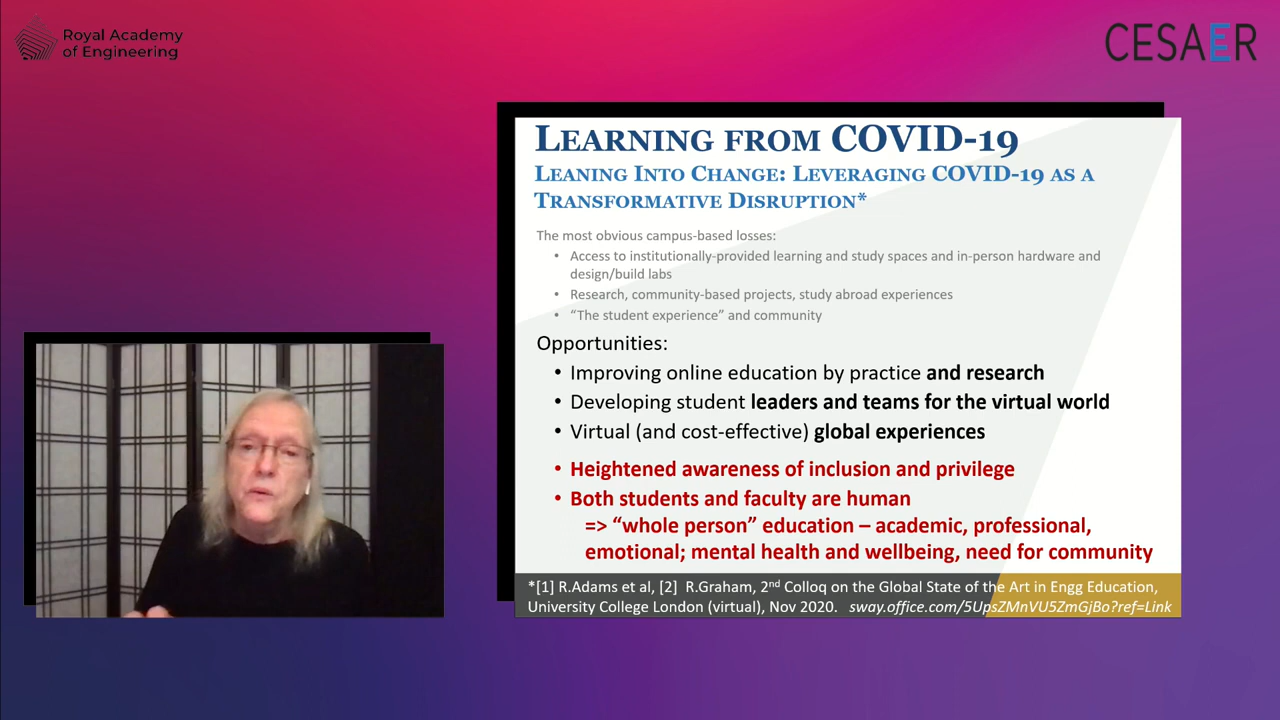 Royal Academy
of Engineering
CESAER
LEARNING FROM COVID-19
LEANING INTO CHANGE: LEVERAGING COVID-19 AS A
TRANSFORMATIVE DISRUPTION*
The most obvious campus-based losses:
• Access to institutionally-provided learning and study spaces and in-person hardware and
design/build labs
• Research, community-based projects, study abroad experiences
• “The student experience” and community
Opportunities:
• Improving online education by practice and research
• Developing student leaders and teams for the virtual world
• Virtual (and cost-effective) global experiences
• Heightened awareness of inclusion and privilege
• Both students and faculty are human
=> “whole person” education – academic, professional,
emotional; mental health and wellbeing, need for community
*[1] R.Adams et al, [2] R.Graham, 2nd Colloq on the Global State of the Art in Engg Education,
University College London (virtual), Nov 2020. sway.office.com/5UpsZMnVU5ZmGjBo?ref=Link